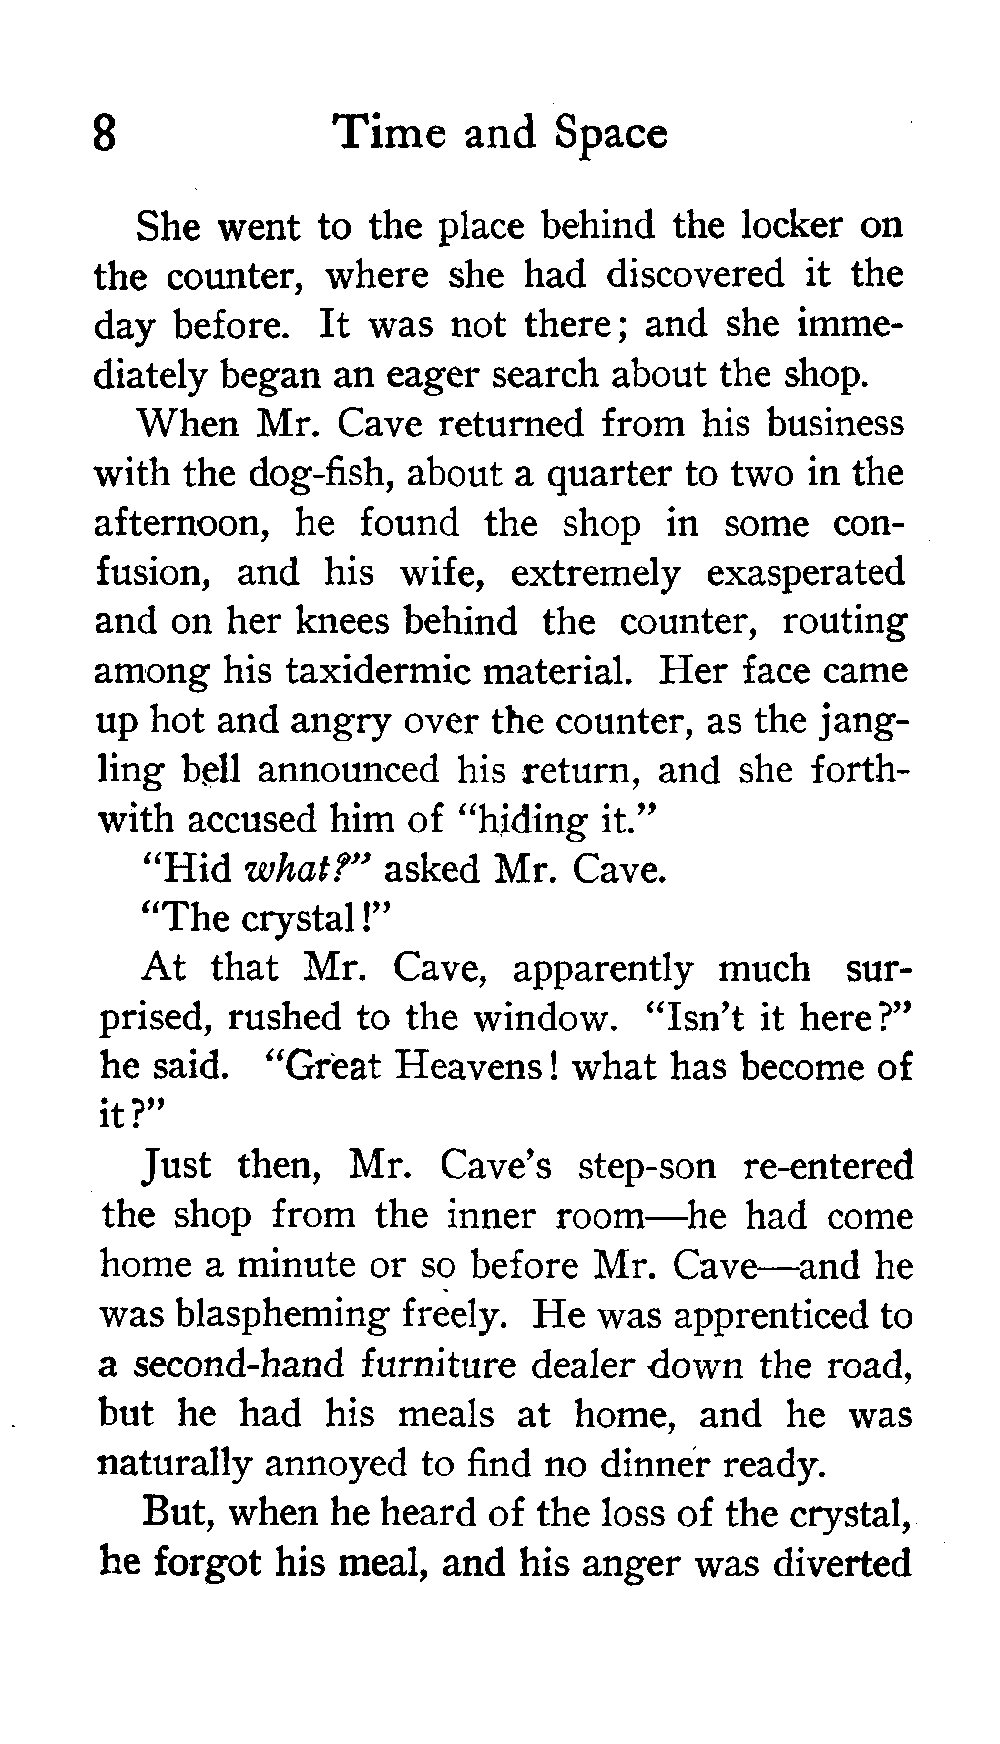 8 Time and Space
She went to the place behind the locker on
the counter, where she had discovered it the
day before. It was not there; and she imme-
diately began an eager search about the shop.
When Mr. Cave returned from his business
with the dog-fish, about a quarter to two in the
afternoon, he found the shop in some con-
fusion, and his wife, extremely exasperated
and on her knees behind the counter, routing
among his taxidermic material. Her face came
up hot and angry over the counter, as the jang-
ling bell announced his return, and she forth-
with accused him of "hiding it."
"Hid what?" asked Mr. Cave.
"The crystal!"
At that Mr. Cave, apparently much sur-
prised, rushed to the window. "Isn't it here?"
he said. "Great Heavens! what has become of
it?"
Just then, Mr. Cave's step-son re-entered
the shop from the inner room—he had come
home a minute or so before Mr. Cave—and he
was blaspheming freely. He was apprenticed to
a second-hand furniture dealer down the road,
but he had his meals at home, and he was
naturally annoyed to find no dinner ready.
But, when he heard of the loss of the crystal,
he forgot his meal, and his anger was diverted